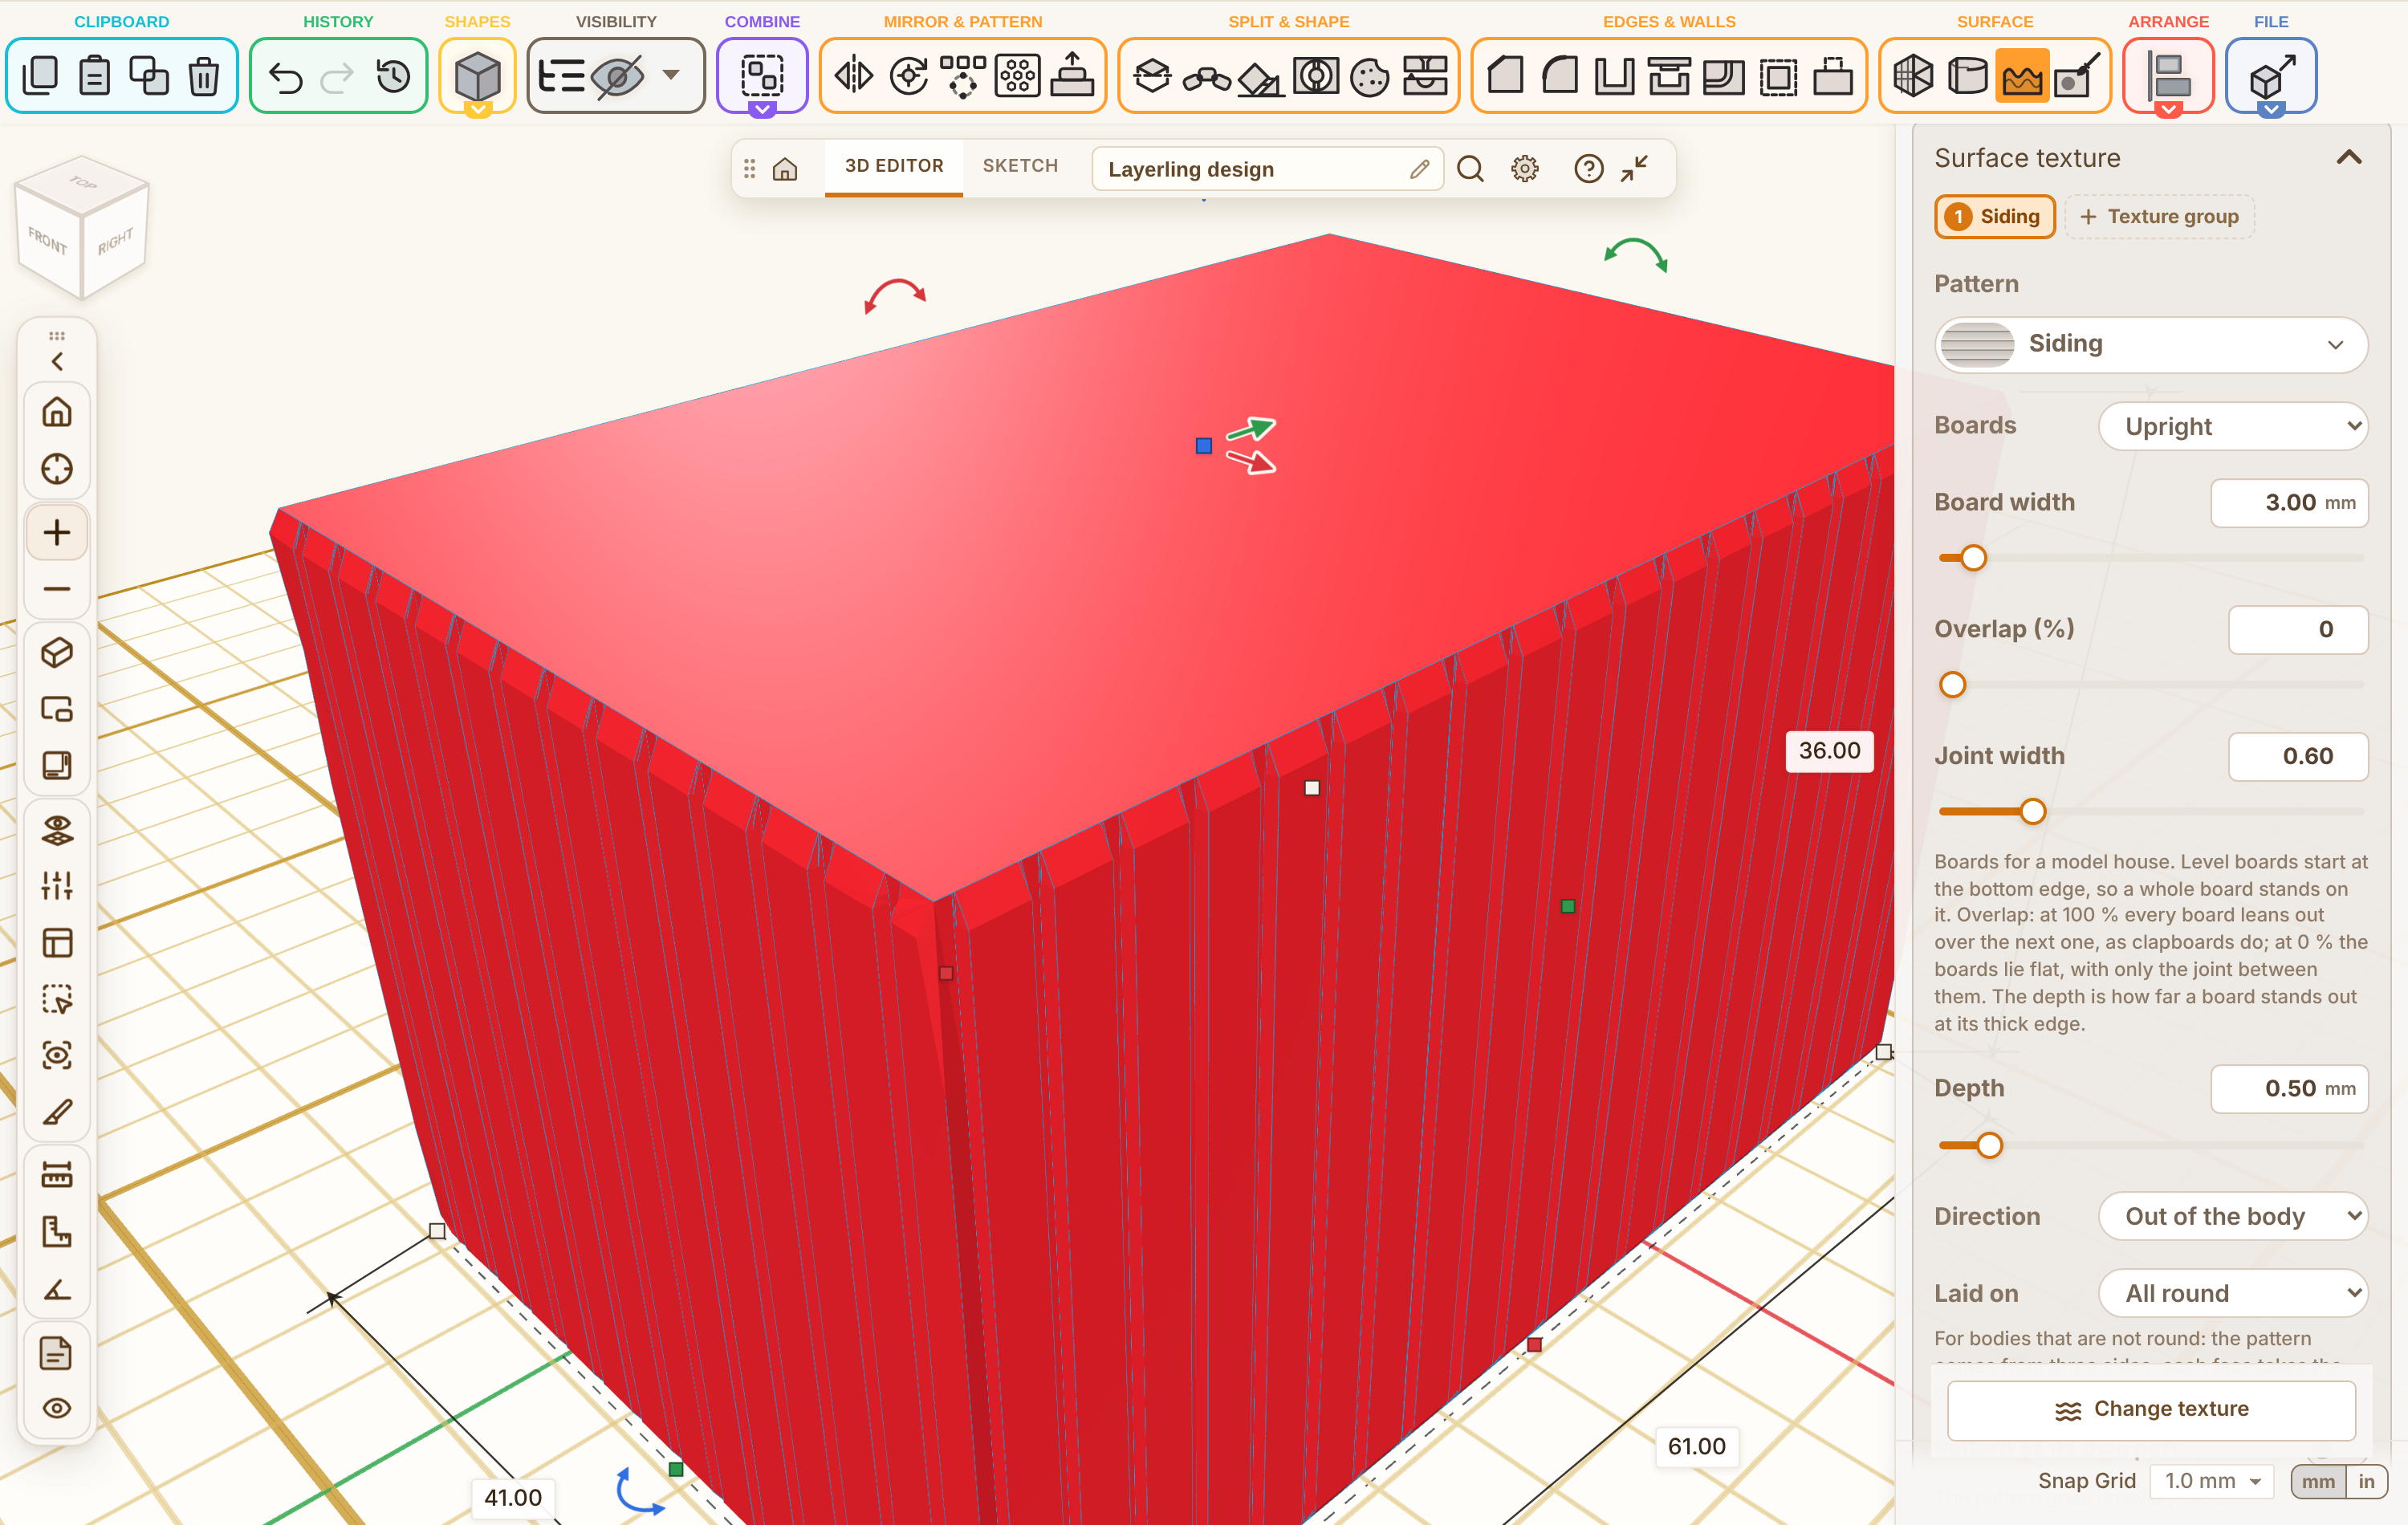 CLIPBOARD
HISTORY
SHAPES
VISIBILITY
COMBINE
MIRROR & PATTERN
SPLIT & SHAPE
EDGES & WALLS
SURFACE
ARRANGE
FILE
3D EDITOR
SKETCH
Layerling design
TOP
FRONT
RIGHT
Surface texture
1 Siding
+ Texture group
Pattern
Siding
Boards
Upright
Board width
3.00 mm
Overlap (%)
0
Joint width
0.60
Boards for a model house. Level boards start at
the bottom edge, so a whole board stands on
it. Overlap: at 100 % every board leans out
over the next one, as clapboards do; at 0 % the
boards lie flat, with only the joint between
them. The depth is how far a board stands out
at its thick edge.
Depth
0.50 mm
Direction
Out of the body
Laid on
All round
For bodies that are not round: the pattern
Change texture
Snap Grid
1.0 mm
mm
in
36.00
61.00
41.00